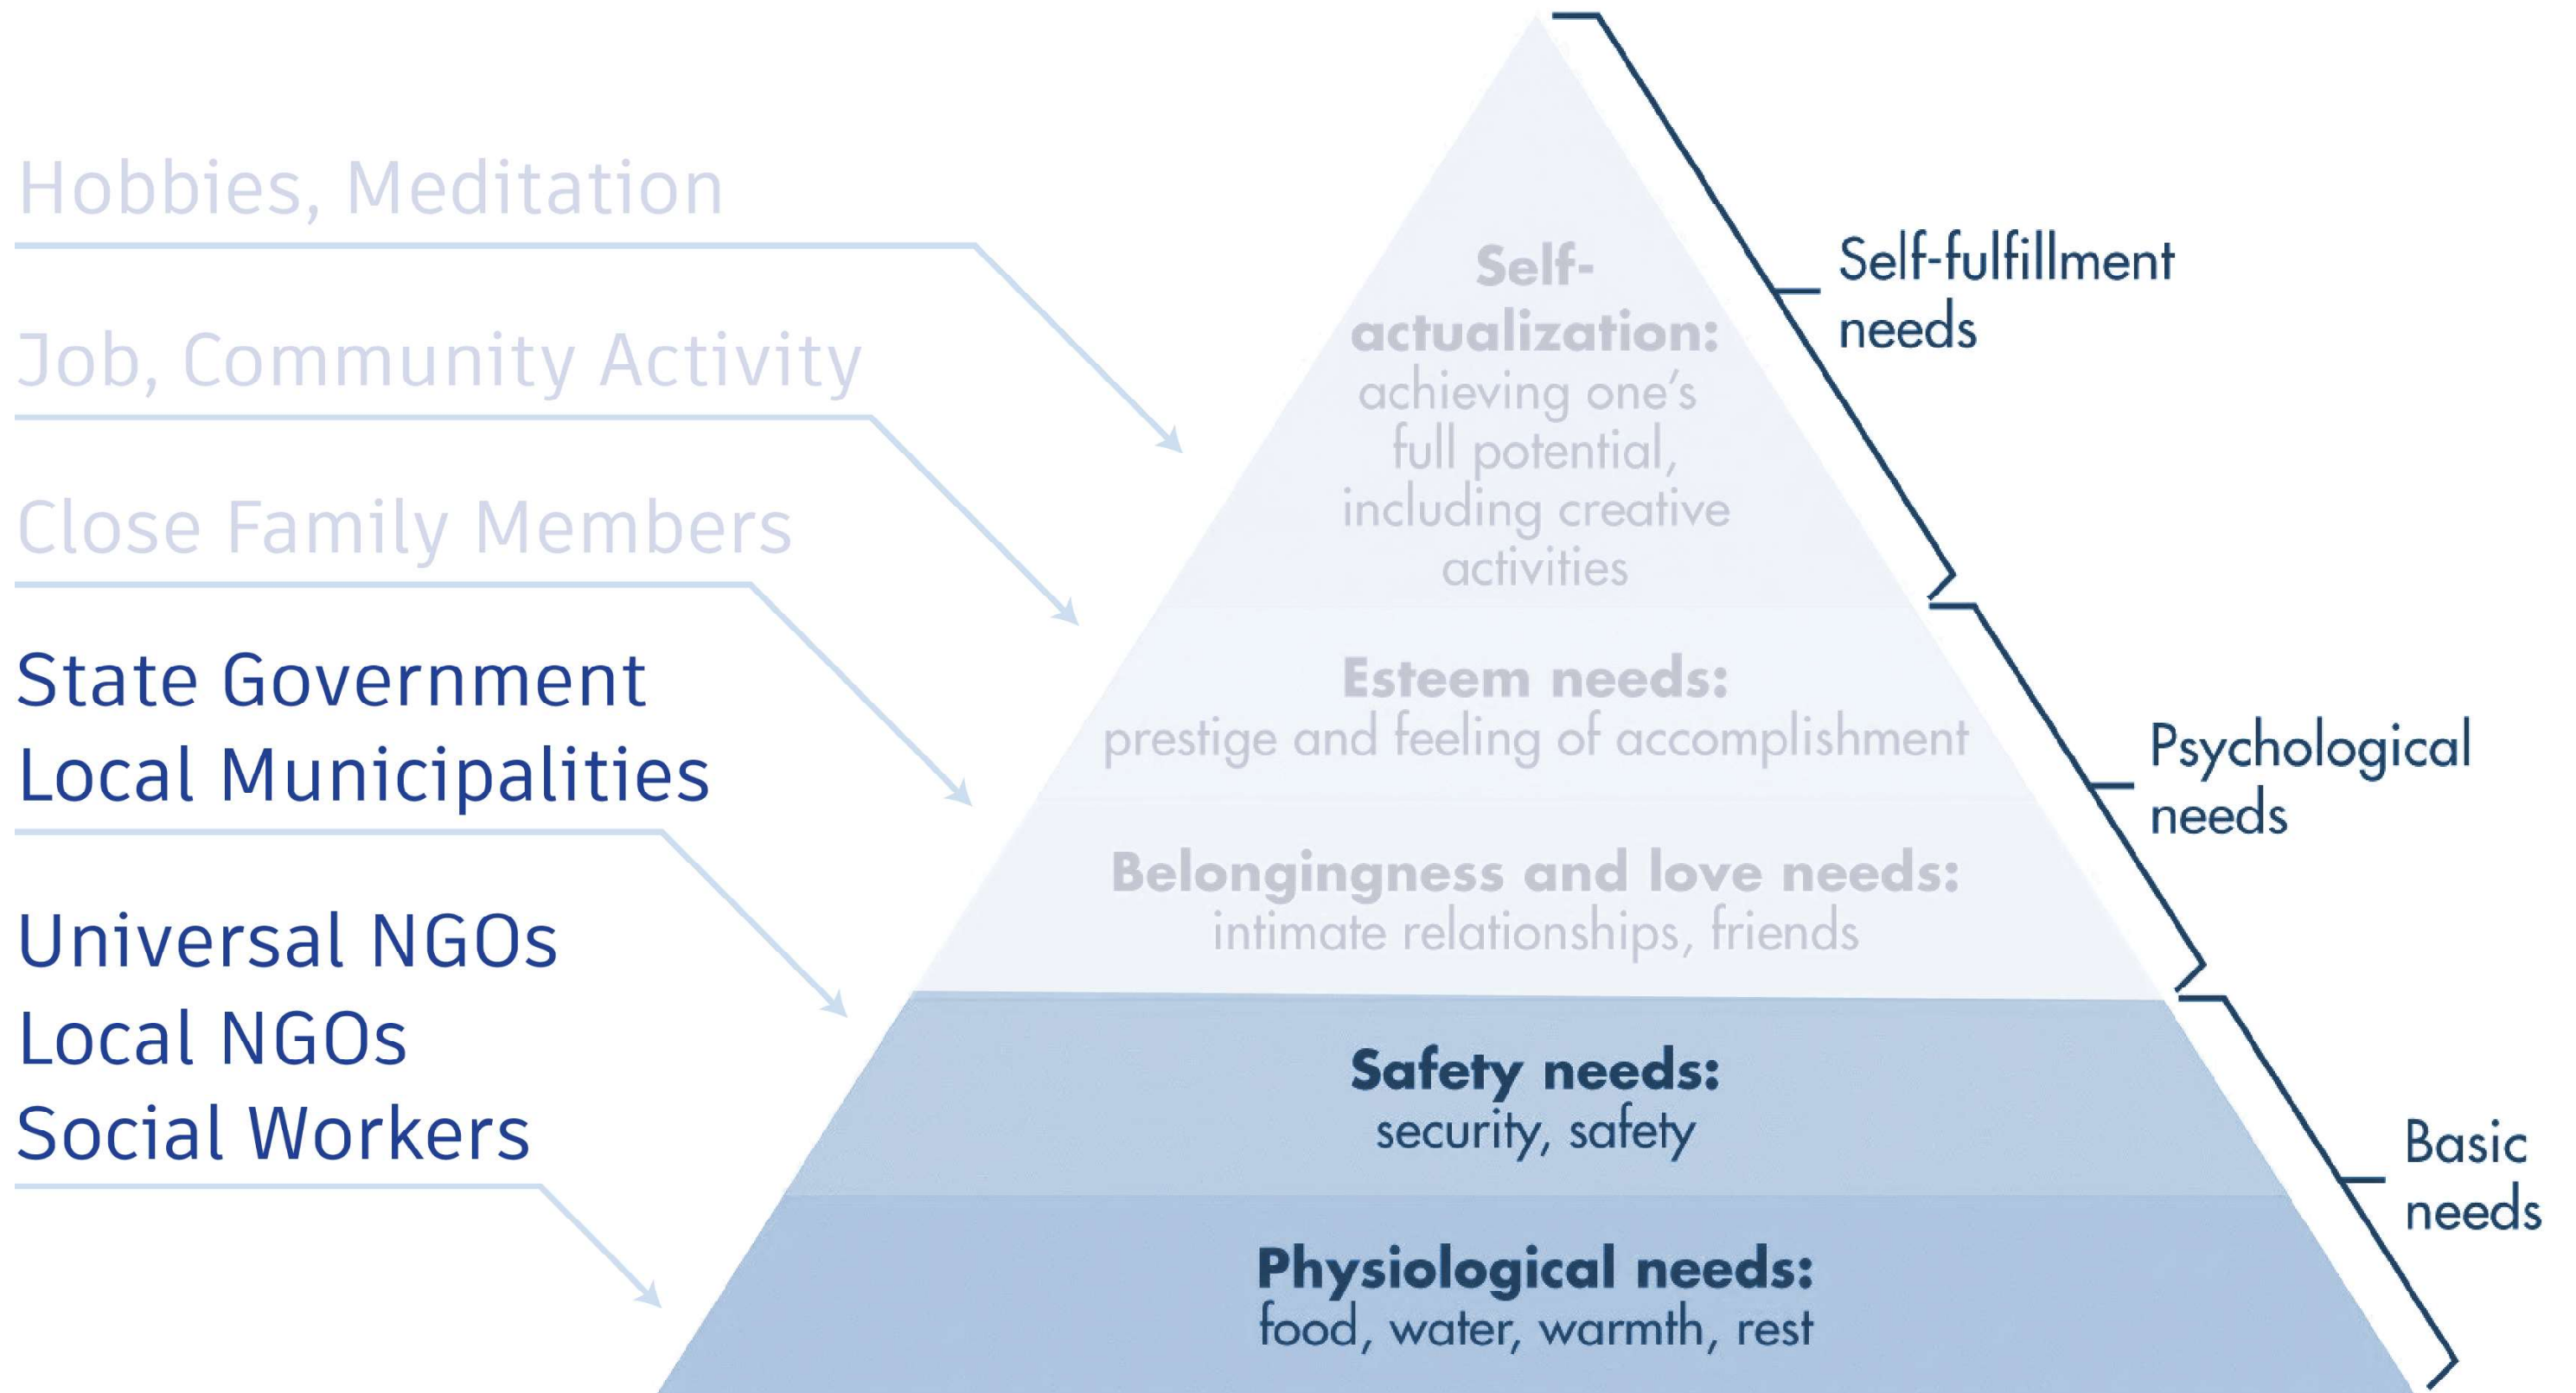 Hobbies, Meditation
Job, Community Activity
Close Family Members
State Government
Local Municipalities
Universal NGOs
Local NGOs
Social Workers
Self-
actualization:
achieving one's
full potential,
including creative
activities
Esteem needs:
prestige and feeling of accomplishment
Belongingness and love needs:
intimate relationships, friends
Safety needs:
security, safety
Physiological needs:
food, water, warmth, rest
Self-fulfillment
needs
Psychological
needs
Basic
needs